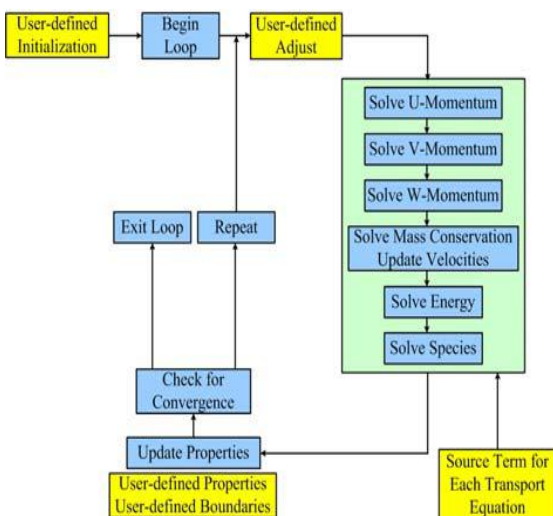 User-defined
Initialization
Begin
Loop
User-defined
Adjust
Solve U-Momentum
Solve V-Momentum
Solve W-Momentum
Solve Mass Conservation
Update Velocities
Solve Energy
Solve Species
Exit Loop
Repeat
Check for
Convergence
Update Properties
User-defined Properties
User-defined Boundaries
Source Term for
Each Transport
Equation